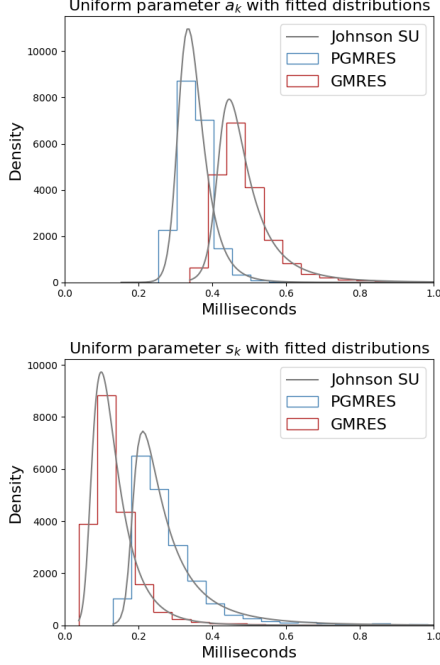 Uniform parameter a_k with fitted distributions
Density
10000
8000
6000
4000
2000
0
Johnson SU
PGMRES
GMRES
0.0 0.2 0.4 0.6 0.8 1.0
Milliseconds
Uniform parameter s_k with fitted distributions
Density
10000
8000
6000
4000
2000
0
Johnson SU
PGMRES
GMRES
0.0 0.2 0.4 0.6 0.8 1.0
Milliseconds